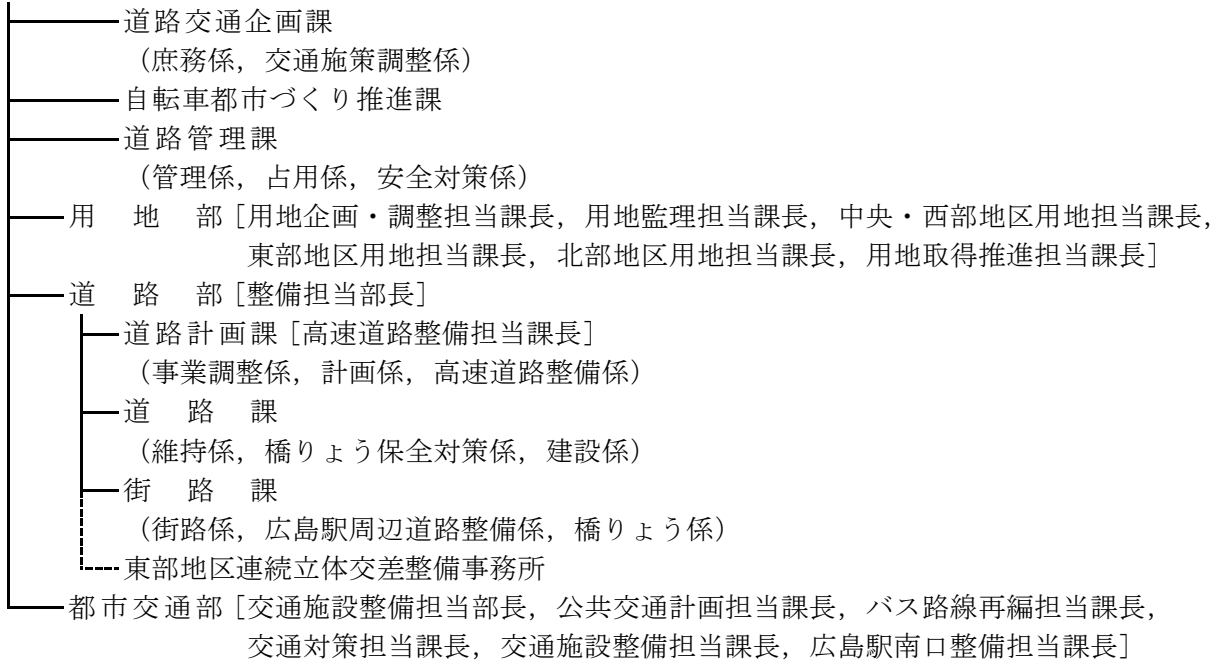 道路交通企画課
（庶務係，交通施策調整係）
自転車都市づくり推進課
道路管理課
（管理係，占用係，安全対策係）
用地部［用地企画・調整担当課長，用地監理担当課長，中央・西部地区用地担当課長，
東部地区用地担当課長，北部地区用地担当課長，用地取得推進担当課長］
道路部［整備担当部長］
道路計画課［高速道路整備担当課長］
（事業調整係，計画係，高速道路整備係）
道路課
（維持係，橋りょう保全対策係，建設係）
街路課
（街路係，広島駅周辺道路整備係，橋りょう係）
東部地区連続立体交差整備事務所
都市交通部［交通施設整備担当部長，公共交通計画担当課長，バス路線再編担当課長，
交通対策担当課長，交通施設整備担当課長，広島駅南口整備担当課長］